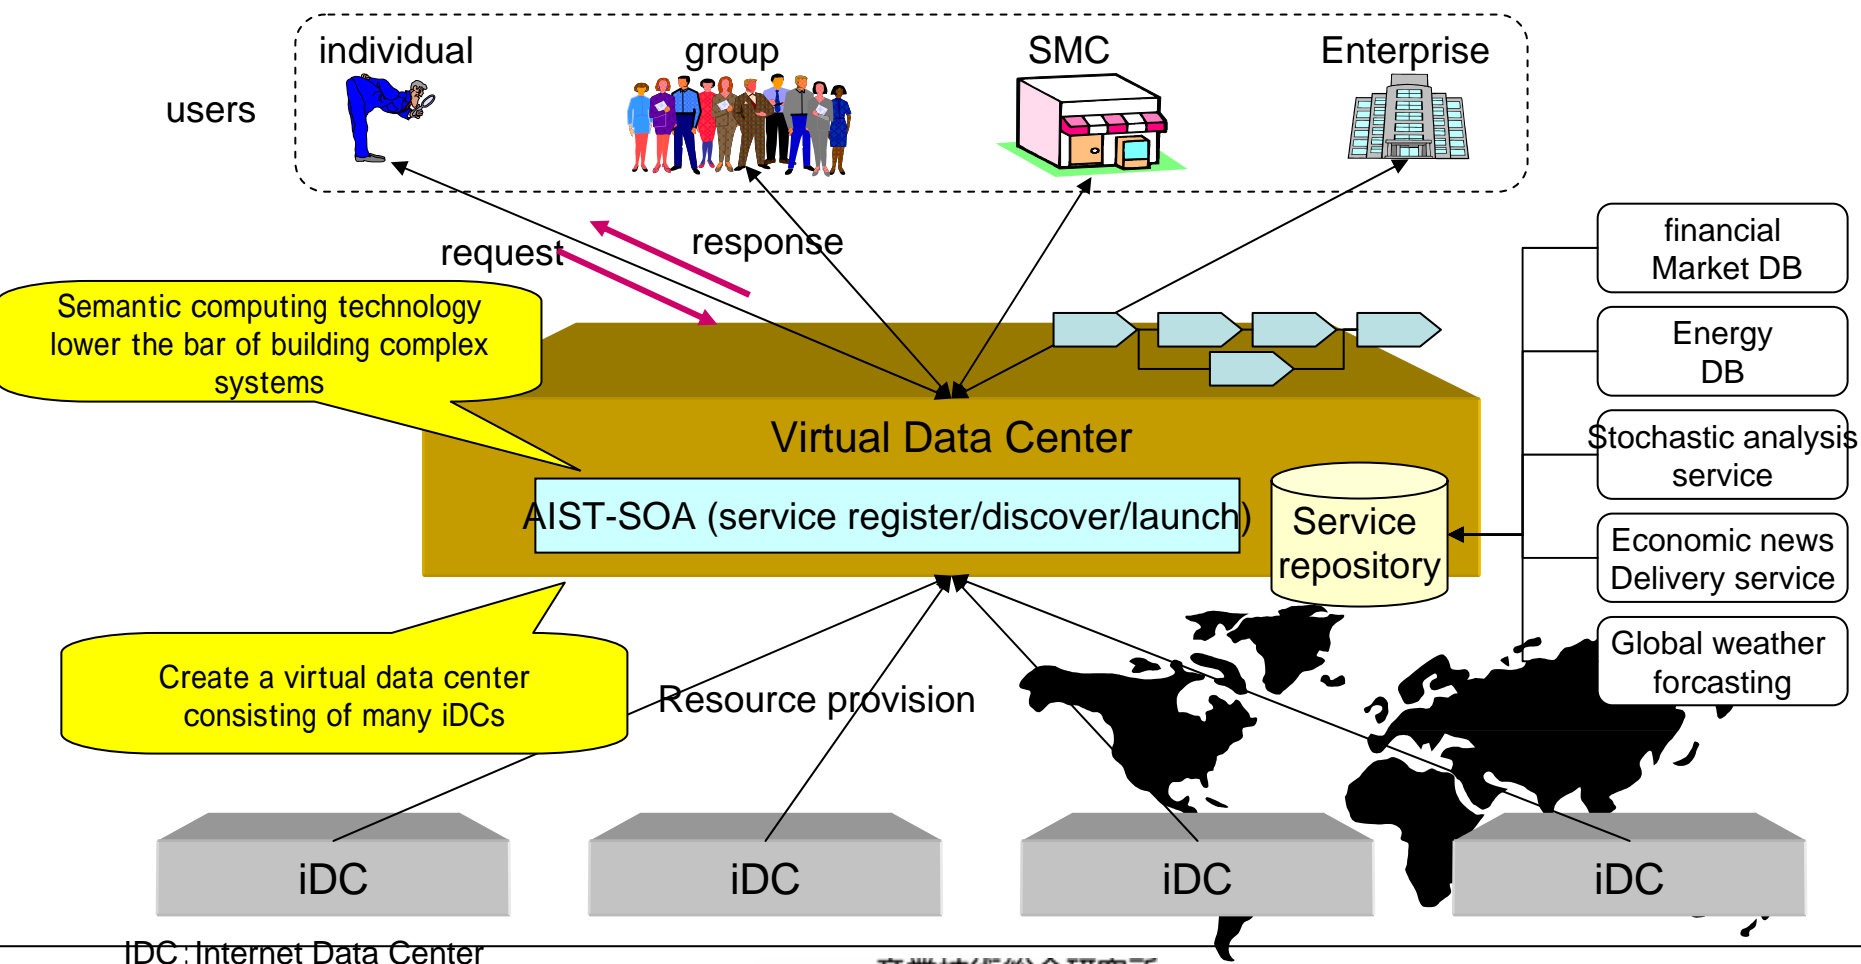 individual
group
SMC
Enterprise
users
request
response
financial
Market DB
Semantic computing technology
lower the bar of building complex
systems
Energy
DB
Virtual Data Center
Stochastic analysis
service
AIST-SOA (service register/discover/launch)
Service
repository
Economic news
Delivery service
Create a virtual data center
consisting of many iDCs
Resource provision
Global weather
forcasting
iDC
iDC
iDC
iDC
IDC:Internet Data Center